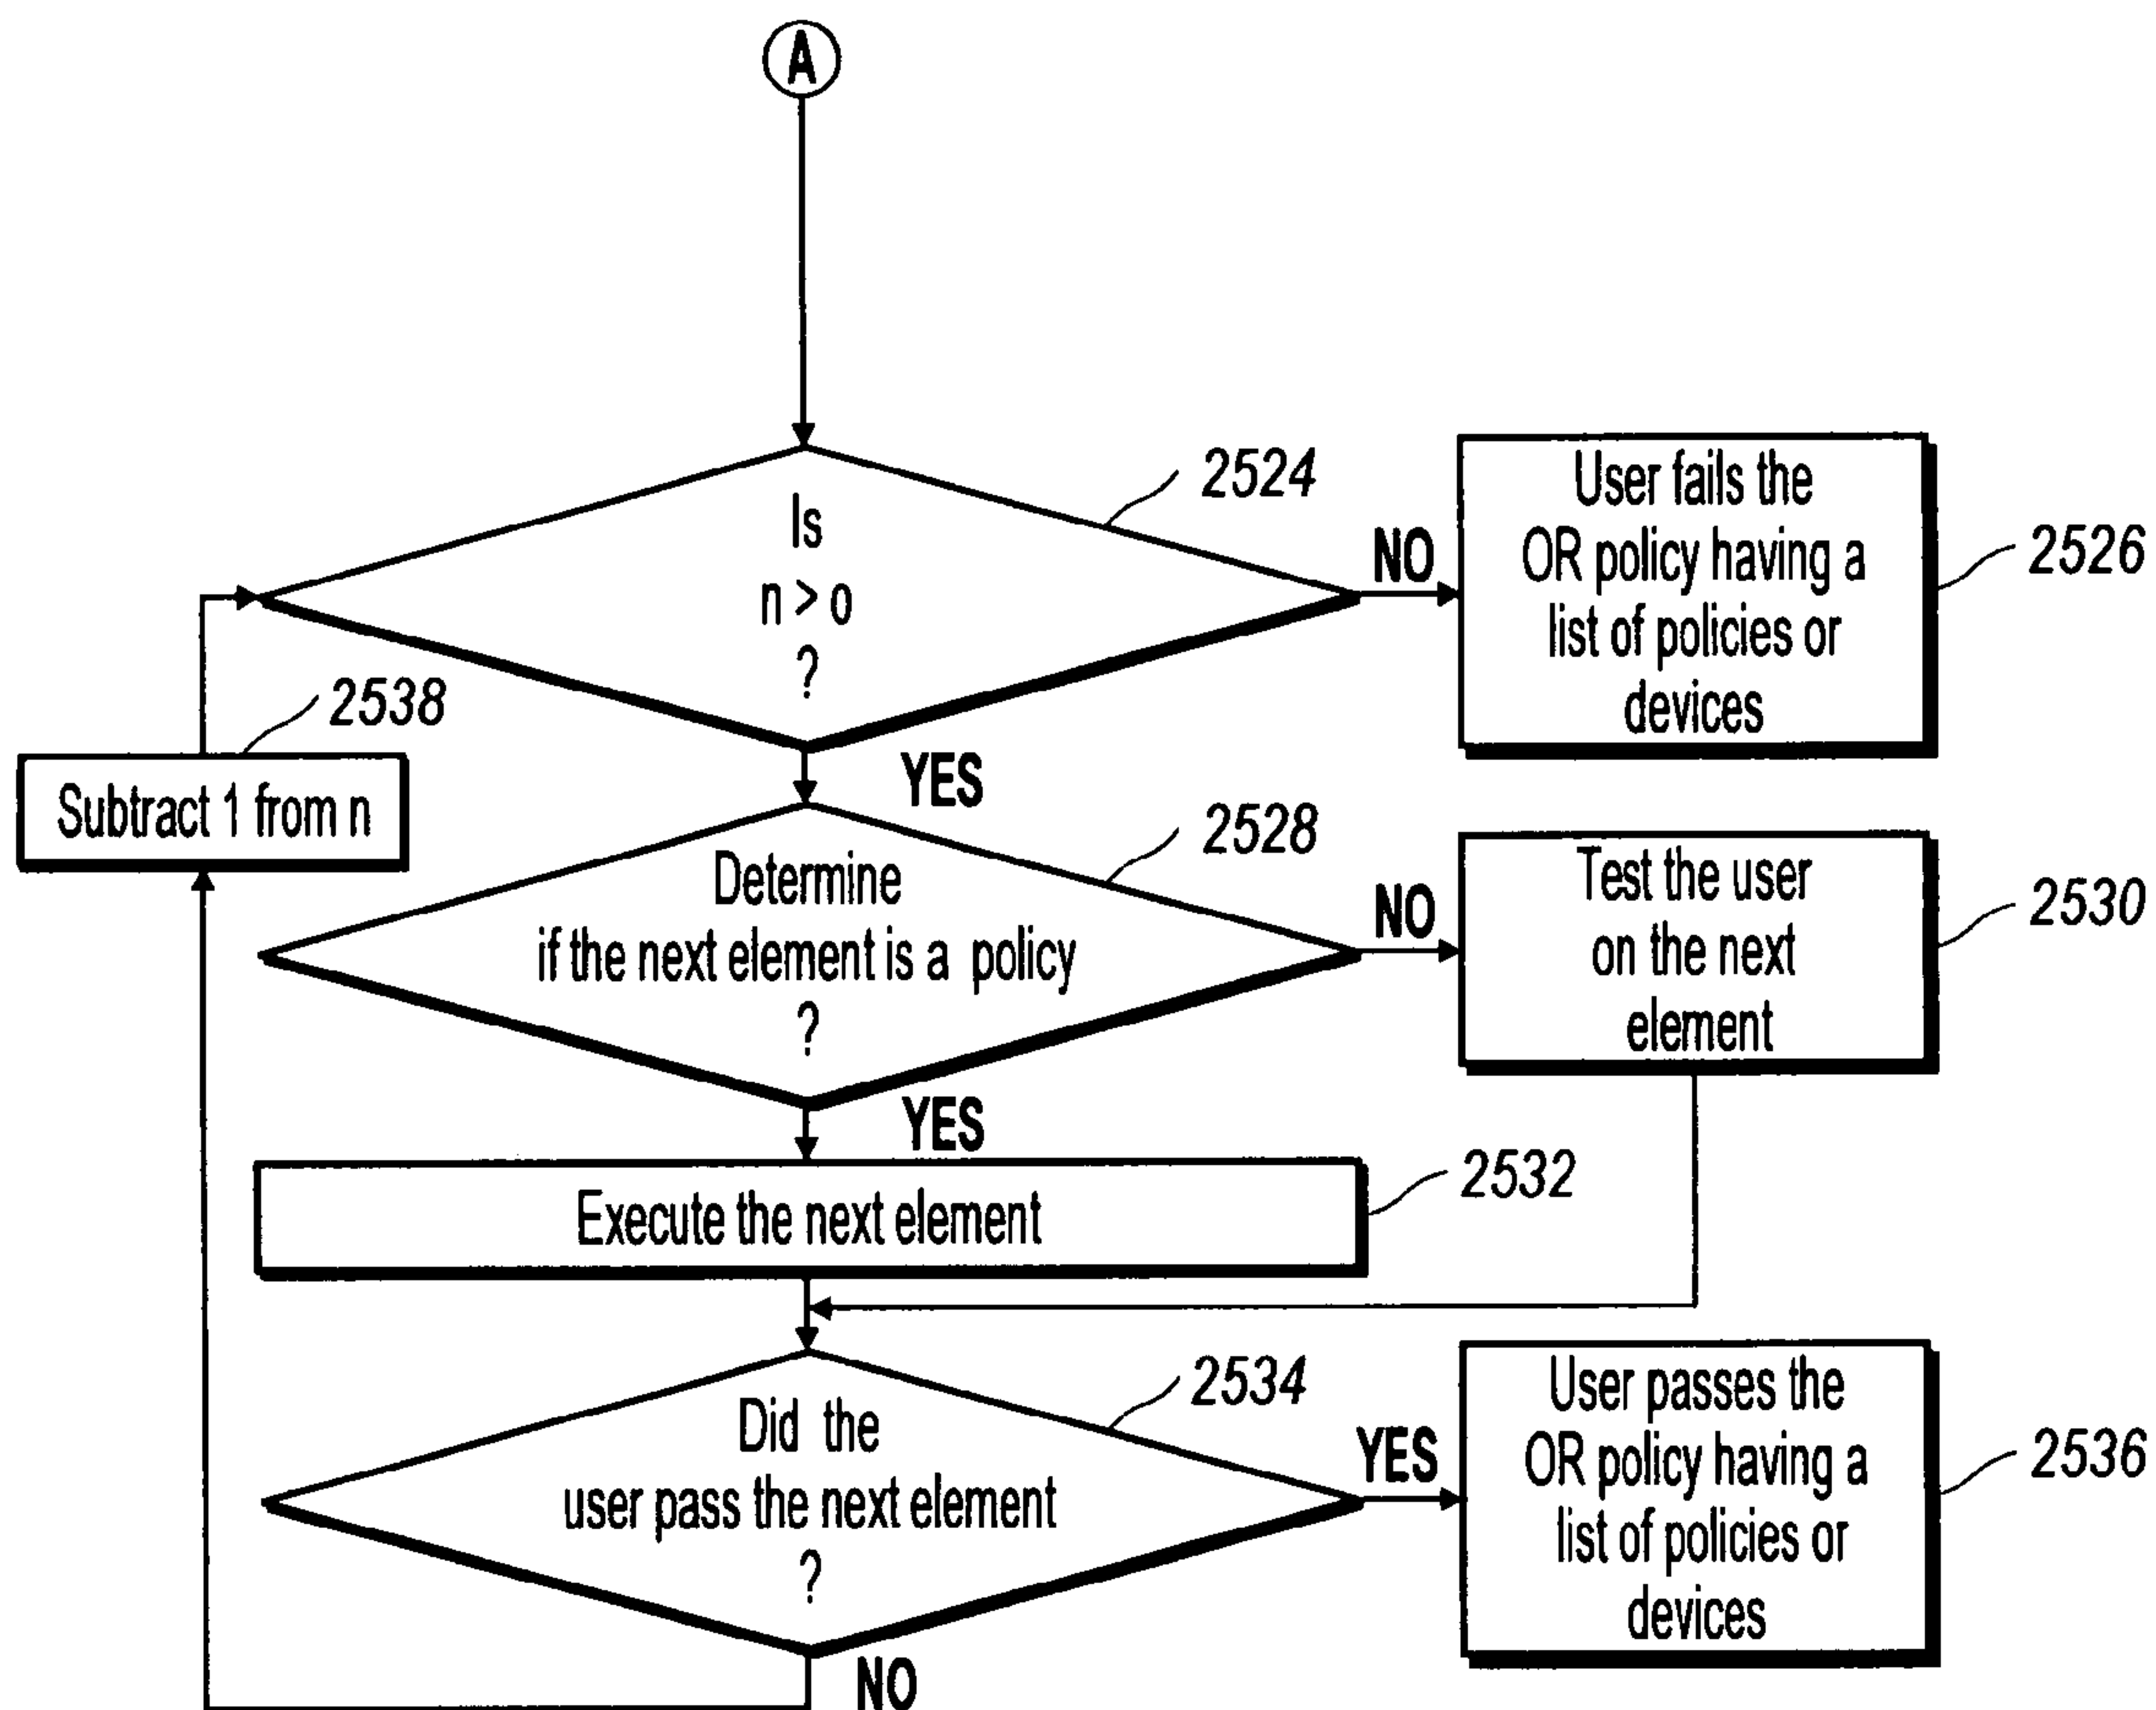 A
Is
n > o
?
2524
NO
User fails the
OR policy having a
list of policies or
devices
2526
YES
2538
Subtract 1 from n
Determine
if the next element is a policy
?
2528
NO
Test the user
on the next
element
2530
YES
Execute the next element
2532
Did the
user pass the next element
?
2534
YES
User passes the
OR policy having a
list of policies or
devices
2536
NO